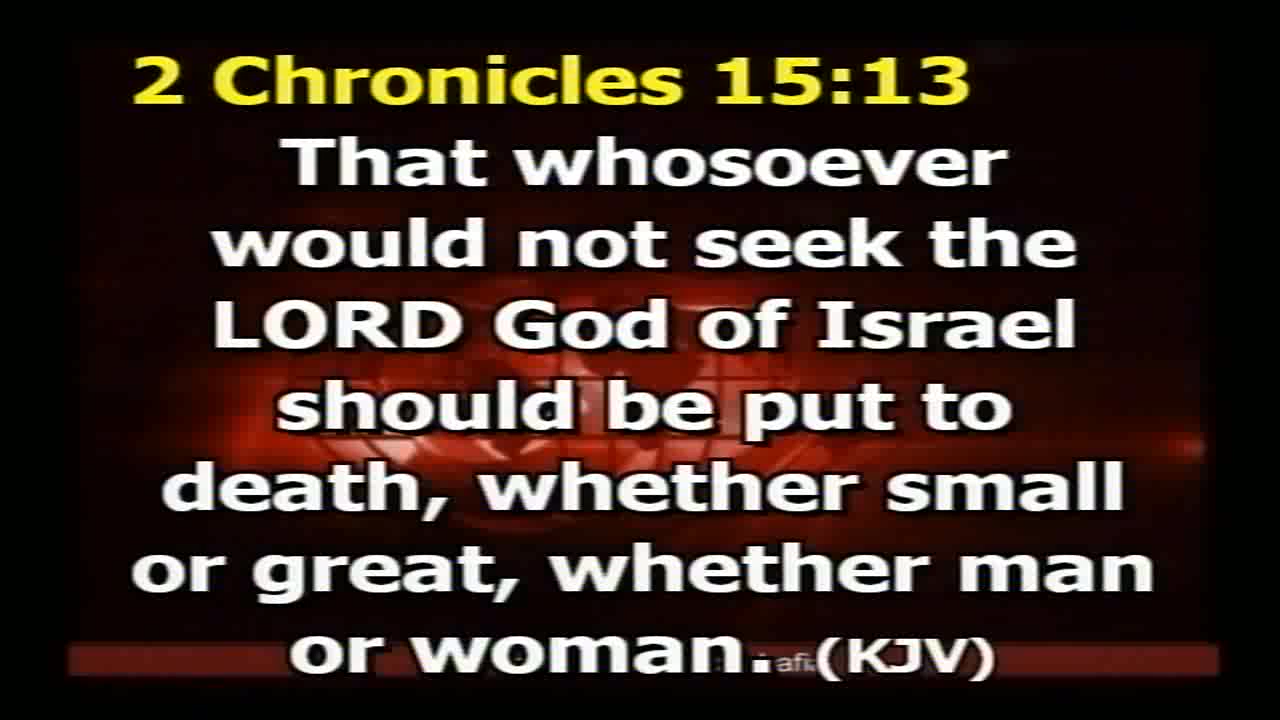 2 Chronicles 15:13
That whosoever
would not seek the
LORD God of Israel
should be put to
death, whether small
or great, whether man
or woman. (KJV)